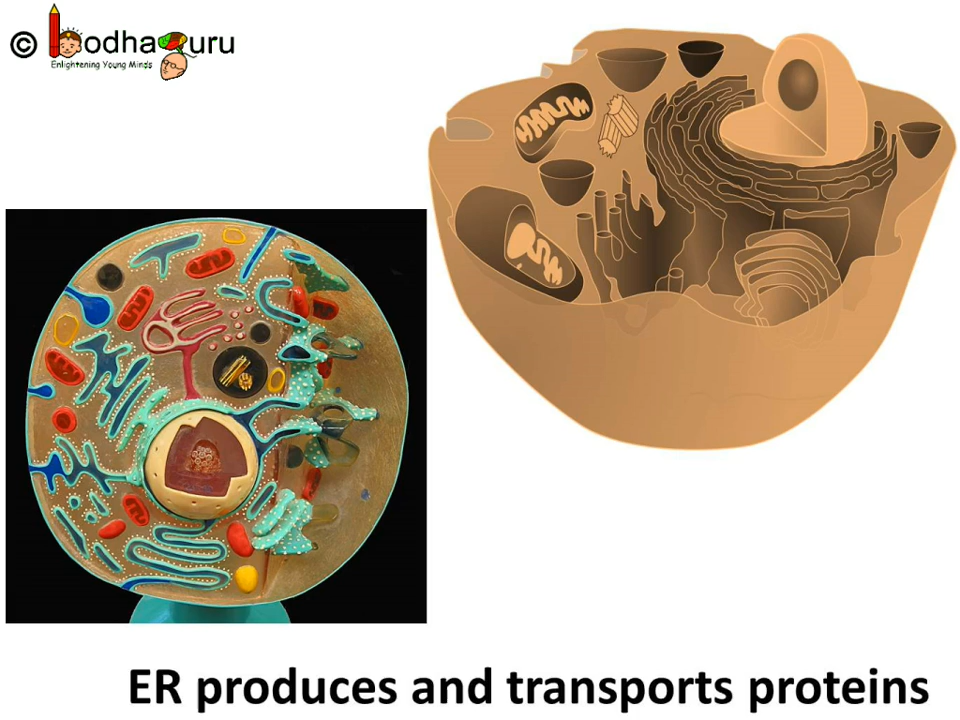 © bodhaguru
Enlightening Young Minds
ER produces and transports proteins